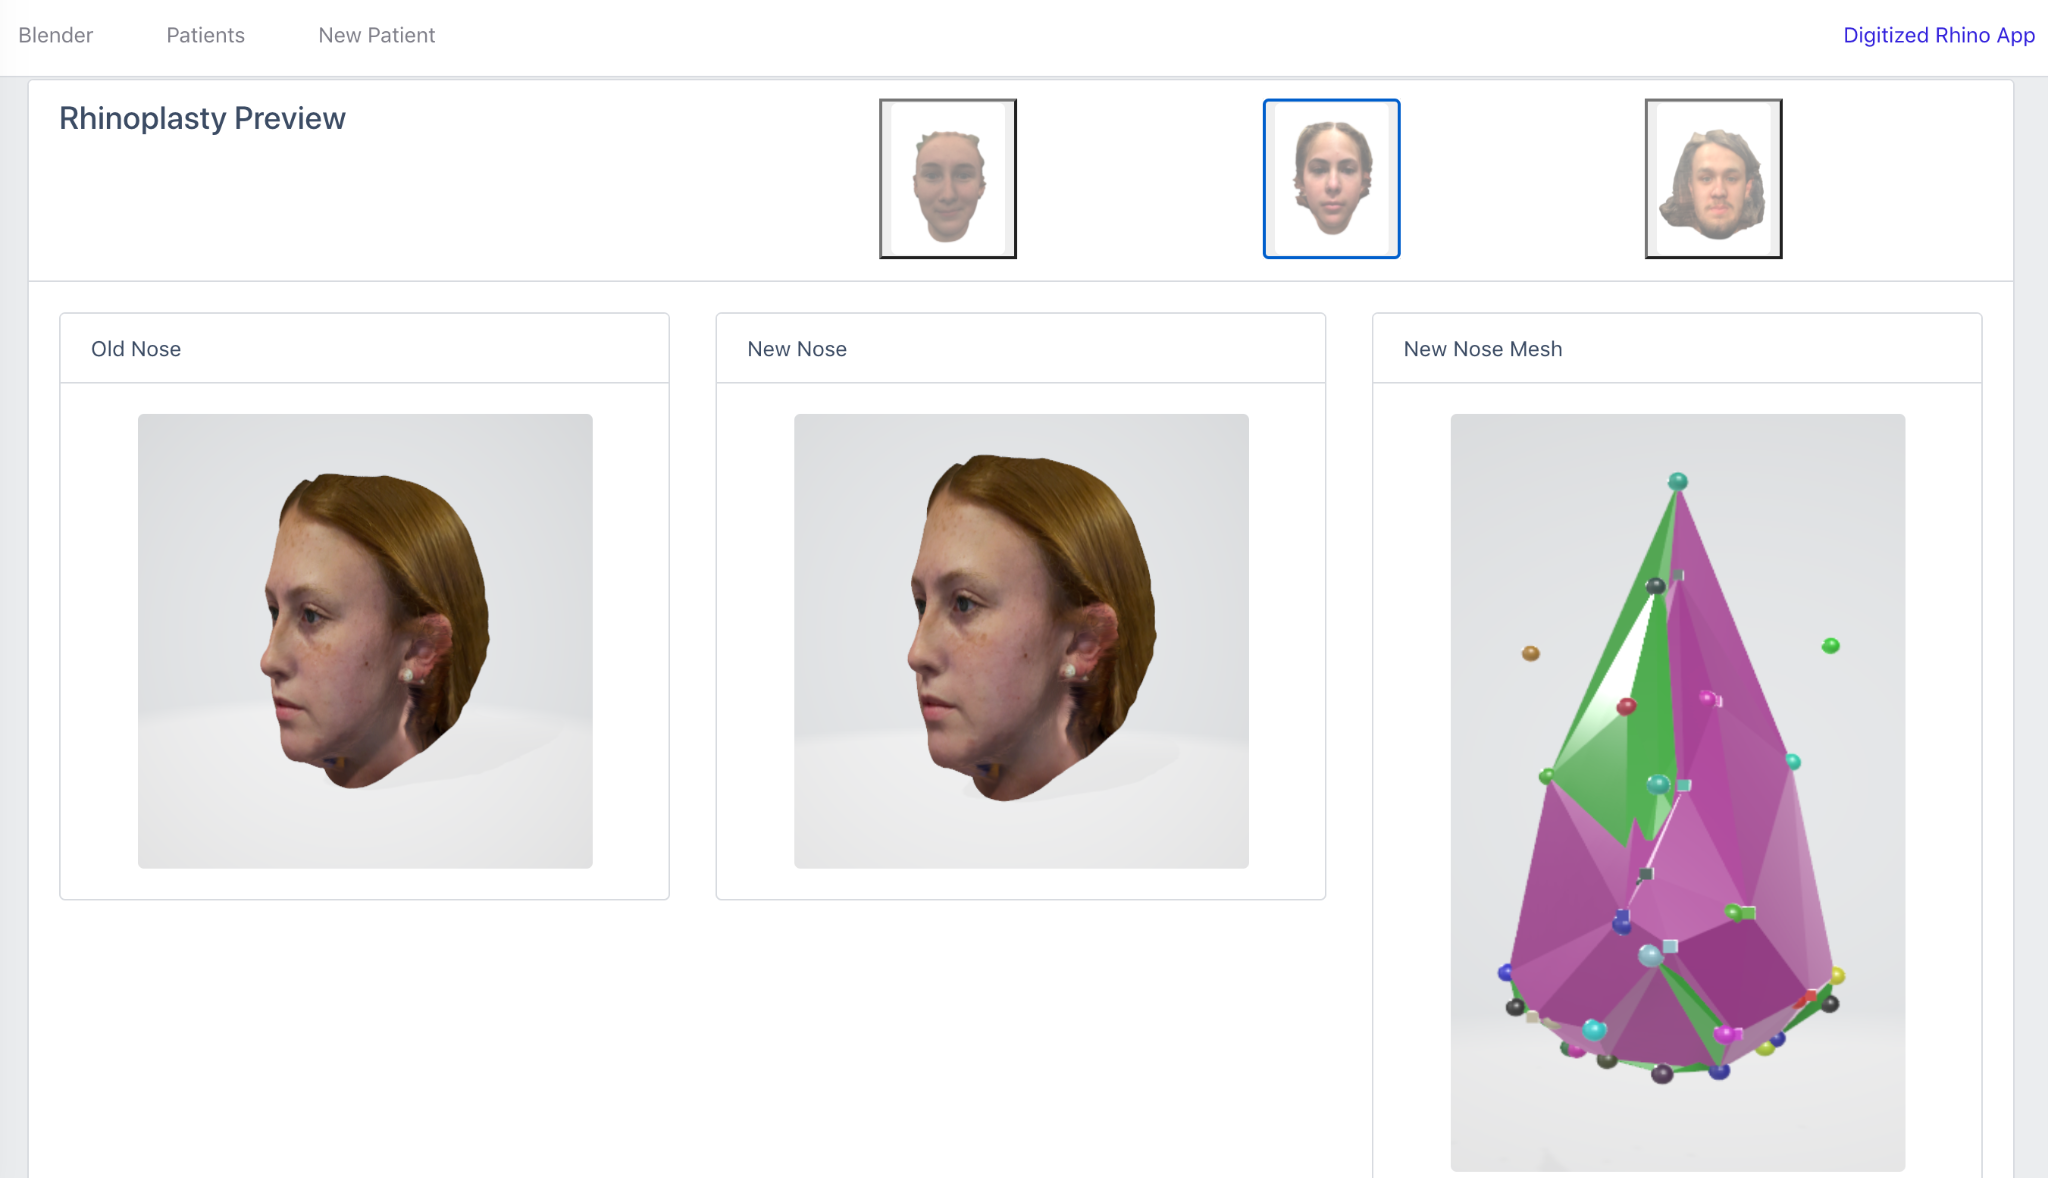 Blender
Patients
New Patient
Digitized Rhino App
Rhinoplasty Preview
Old Nose
New Nose
New Nose Mesh